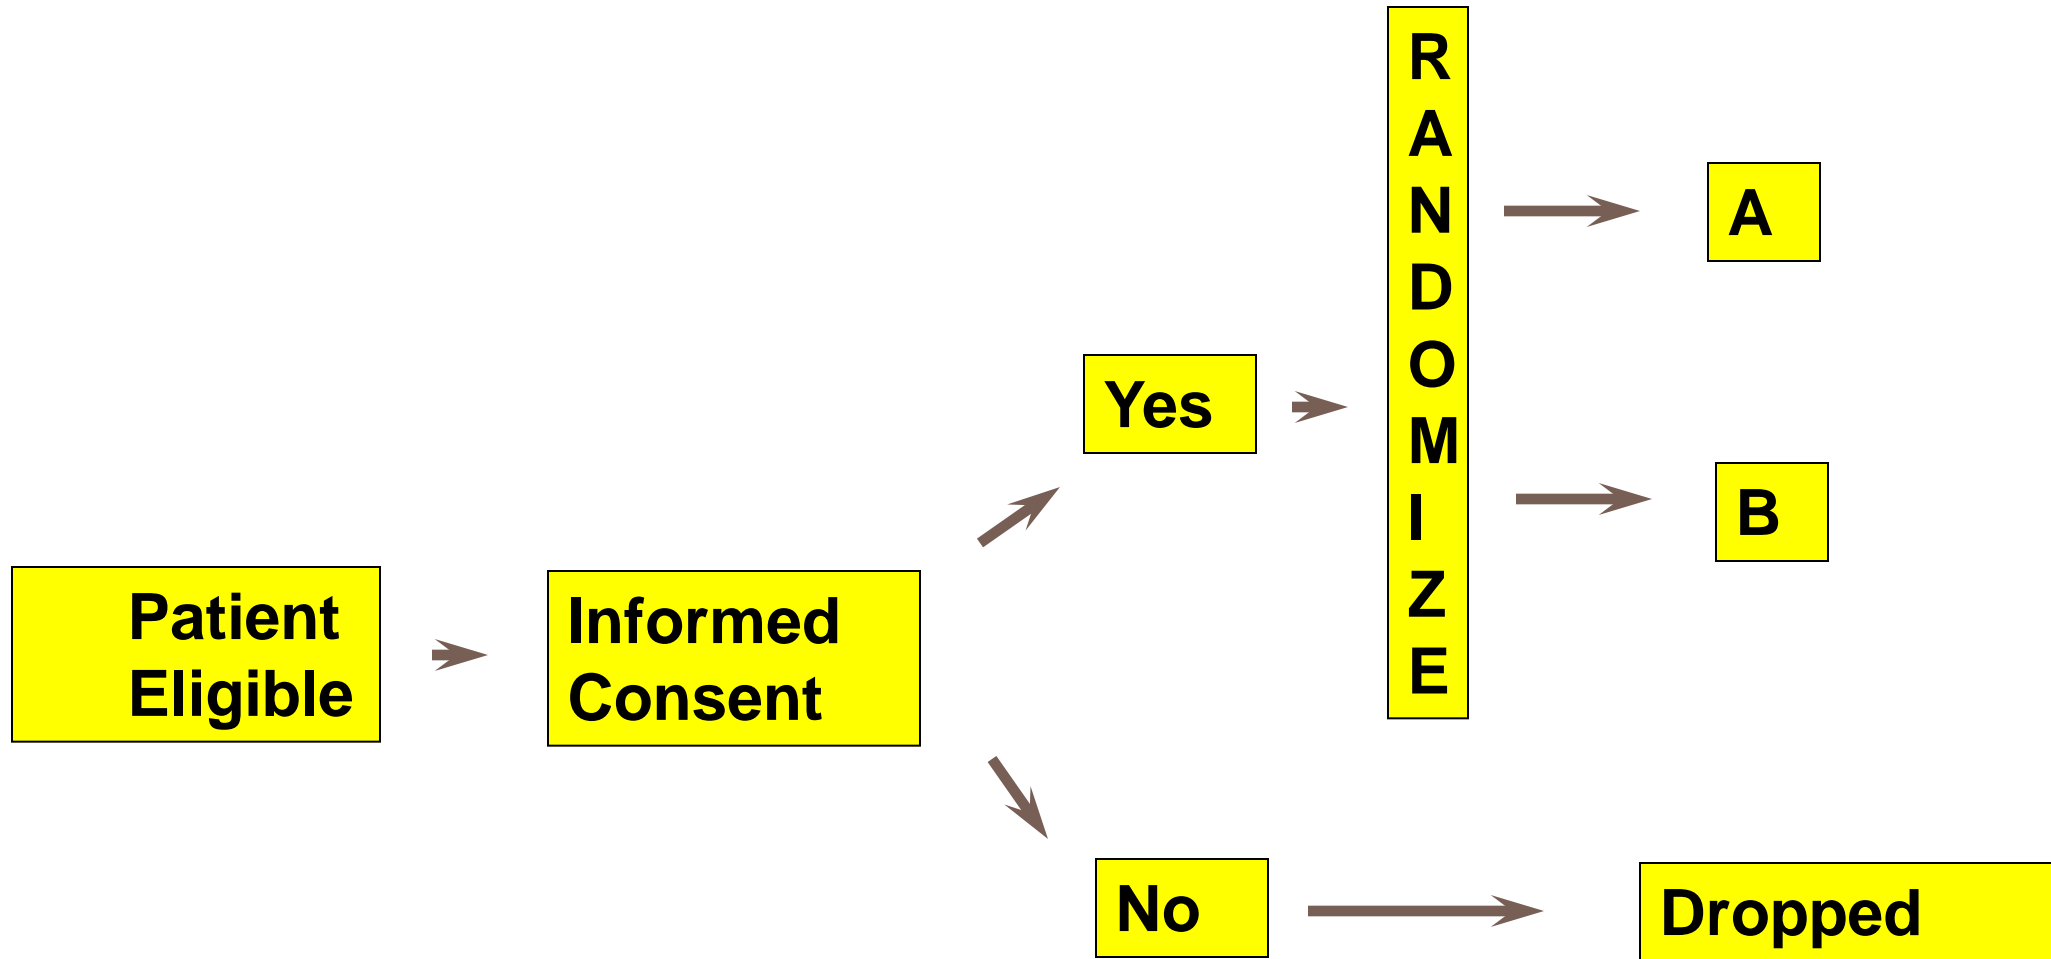 Patient
Eligible
Informed
Consent
Yes
R
A
N
D
O
M
I
Z
E
A
B
No
Dropped